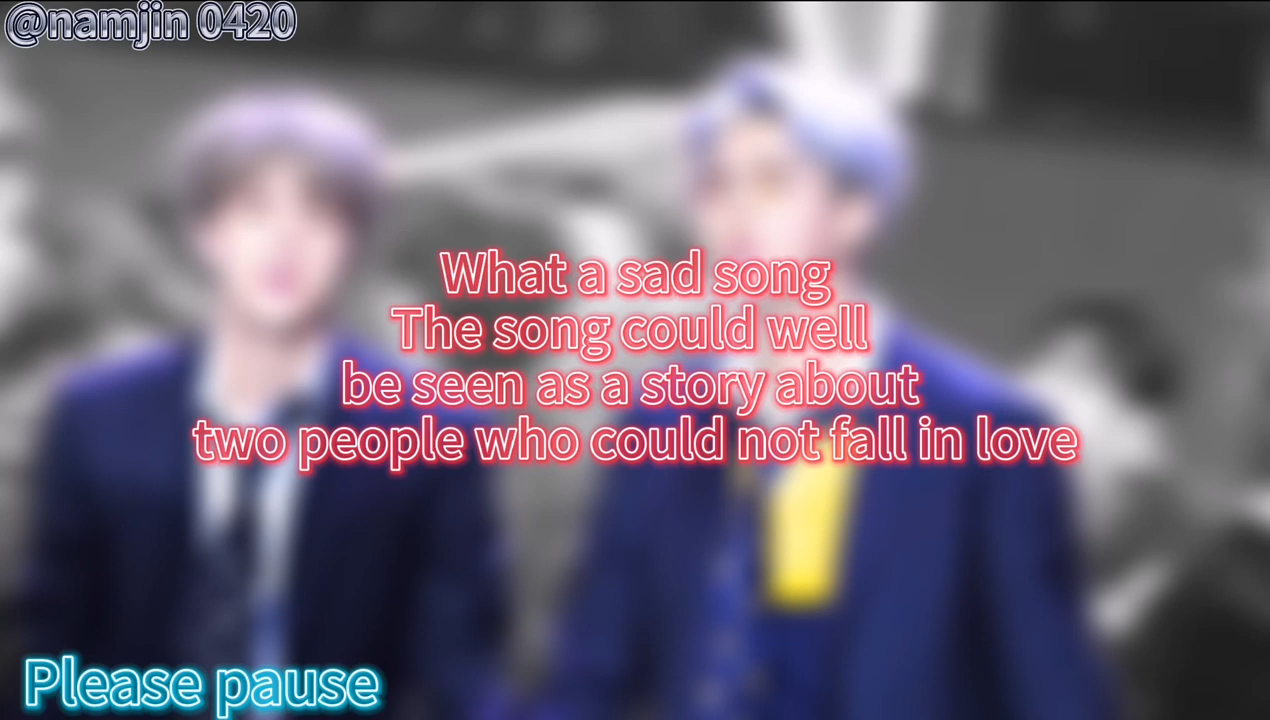 @namjin 0420
What a sad song
The song could well
be seen as a story about
two people who could not fall in love
Please pause